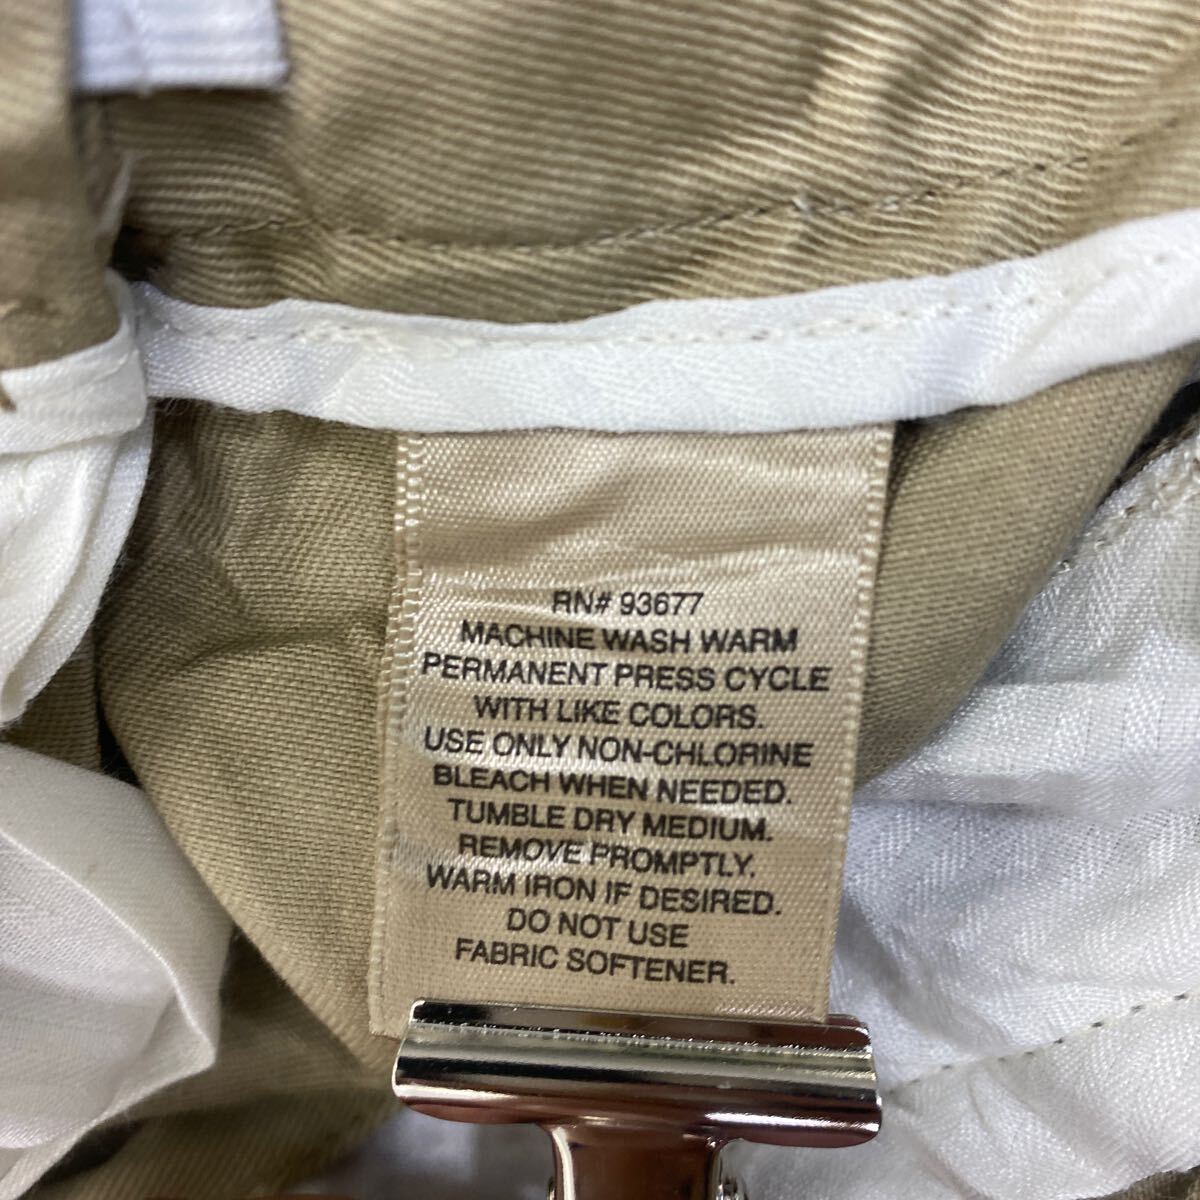 RN# 93677
MACHINE WASH WARM
PERMANENT PRESS CYCLE
WITH LIKE COLORS.
USE ONLY NON-CHLORINE
BLEACH WHEN NEEDED.
TUMBLE DRY MEDIUM.
REMOVE PROMPTLY.
WARM IRON IF DESIRED.
DO NOT USE
FABRIC SOFTENER.